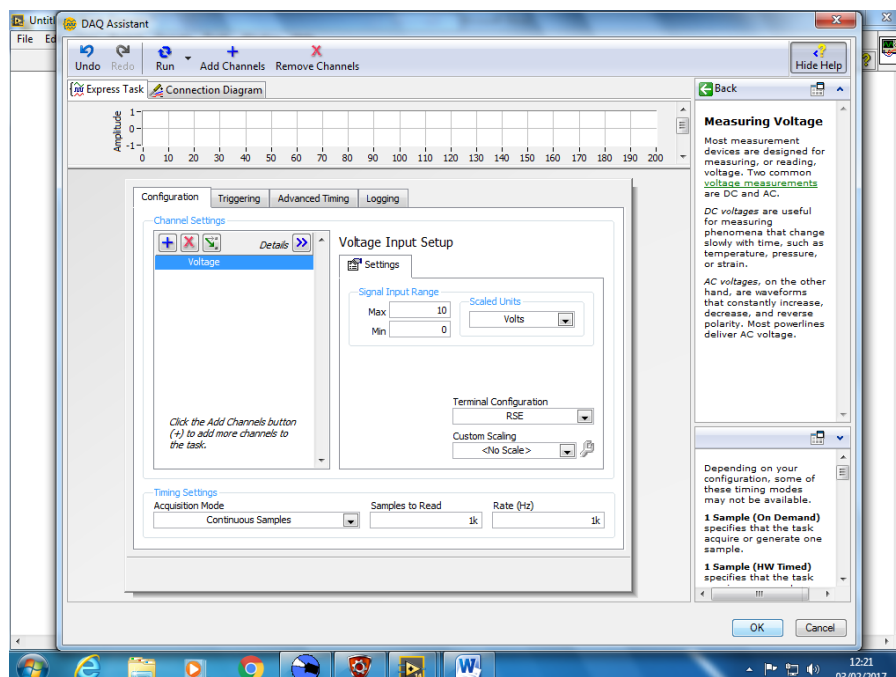 Untitl
DAQ Assistant
File Ed
Undo Redo Run Add Channels Remove Channels
Hide Help
Express Task Connection Diagram
Back
Amplitude
1
0
-1
0 10 20 30 40 50 60 70 80 90 100 110 120 130 140 150 160 170 180 190 200
Measuring Voltage
Most measurement
devices are designed for
measuring, or reading,
voltage. Two common
voltage measurements
are DC and AC.
DC voltages are useful
for measuring
phenomena that change
slowly with time, such as
temperature, pressure,
or strain.
AC voltages, on the other
hand, are waveforms
that constantly increase,
decrease, and reverse
polarity. Most powerlines
deliver AC voltage.
Configuration Triggering Advanced Timing Logging
Channel Settings
Details
Voltage
Click the Add Channels button
(+) to add more channels to
the task.
Voltage Input Setup
Settings
Signal Input Range
Max 10
Min 0
Scaled Units
Volts
Terminal Configuration
RSE
Custom Scaling
<No Scale>
Timing Settings
Acquisition Mode Samples to Read Rate (Hz)
Continuous Samples 1k 1k
Depending on your
configuration, some of
these timing modes
may not be available.
1 Sample (On Demand)
specifies that the task
acquire or generate one
sample.
1 Sample (HW Timed)
specifies that the task
OK Cancel
12:21
03/02/2017